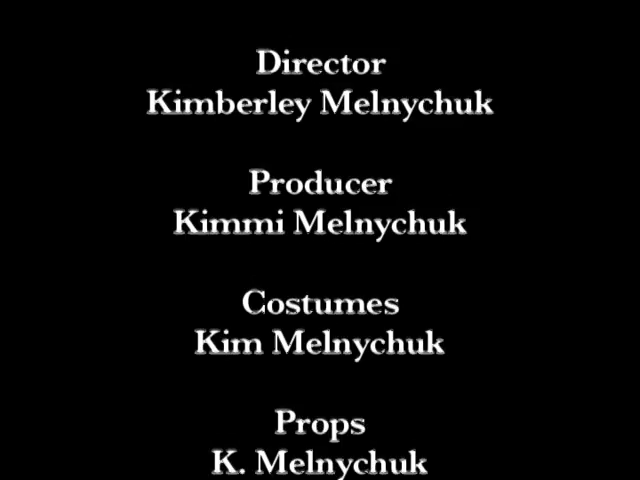 Director
Kimberley Melnychuk
Producer
Kimmi Melnychuk
Costumes
Kim Melnychuk
Props
K. Melnychuk